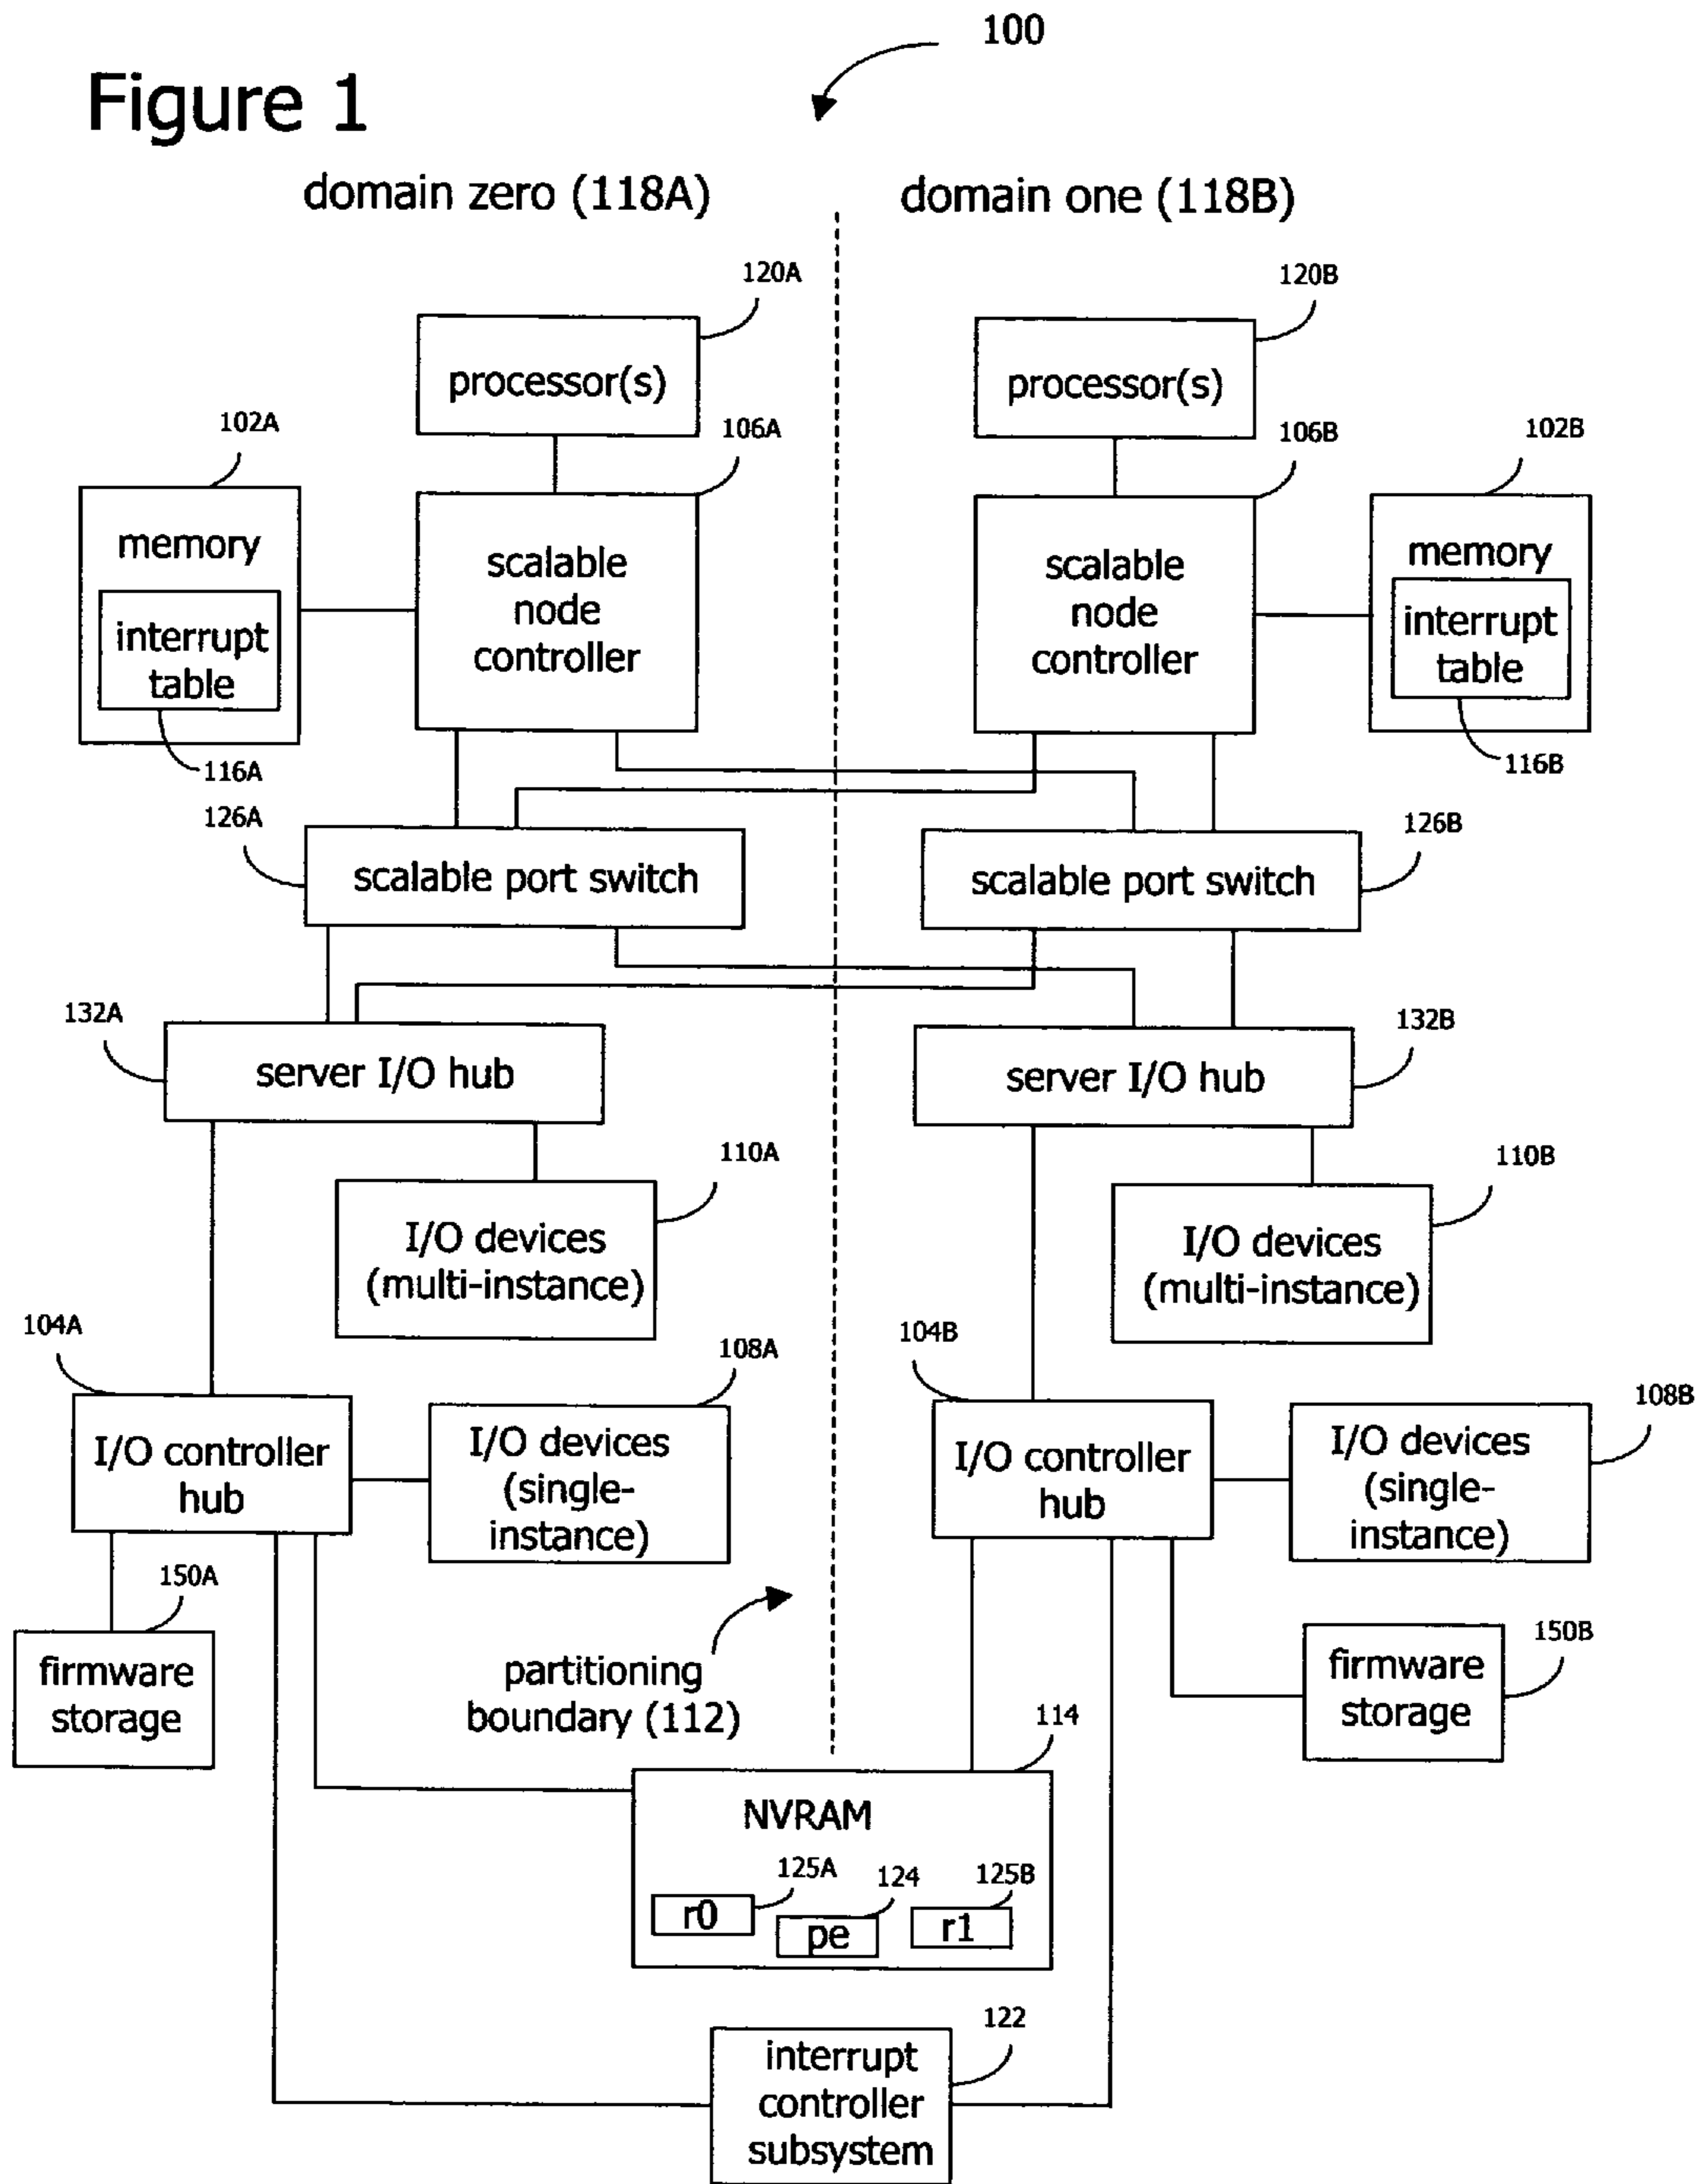 100
Figure 1
domain zero (118A)
domain one (118B)
120A
120B
processor(s)
processor(s)
102A
106A
106B
102B
memory
interrupt
table
scalable
node
controller
scalable
node
controller
memory
interrupt
table
116A
116B
126A
126B
scalable port switch
scalable port switch
132A
132B
server I/O hub
server I/O hub
110A
110B
I/O devices
(multi-instance)
I/O devices
(multi-instance)
104A
108A
104B
108B
I/O controller
hub
I/O devices
(single-
instance)
I/O controller
hub
I/O devices
(single-
instance)
150A
150B
firmware
storage
partitioning
boundary (112)
firmware
storage
114
NVRAM
125A
124
125B
r0
pe
r1
122
interrupt
controller
subsystem